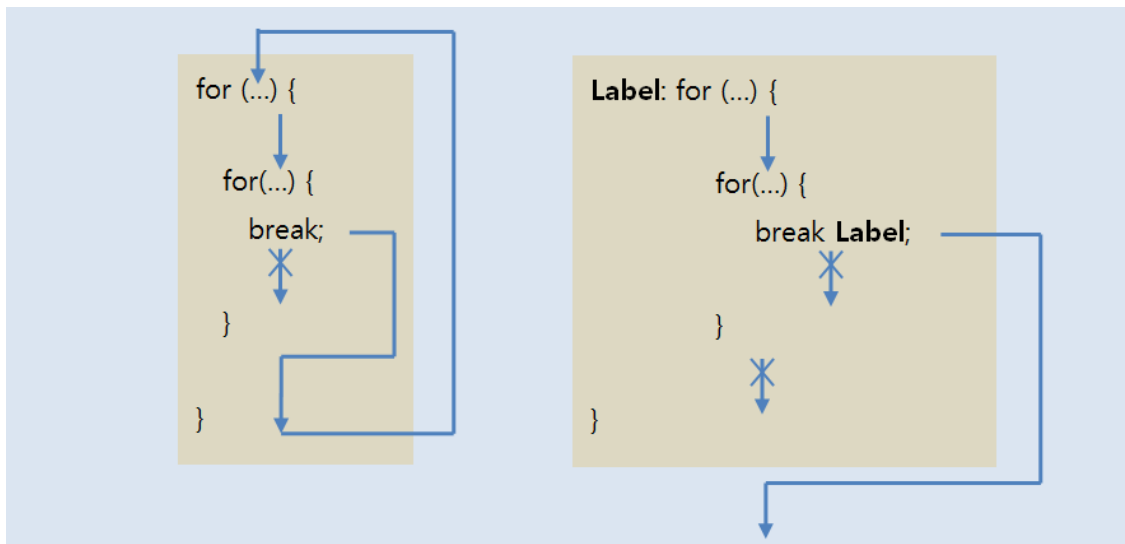 for (...) {
for(...) {
break;
}
}
Label: for (...) {
for(...) {
break Label;
}
}